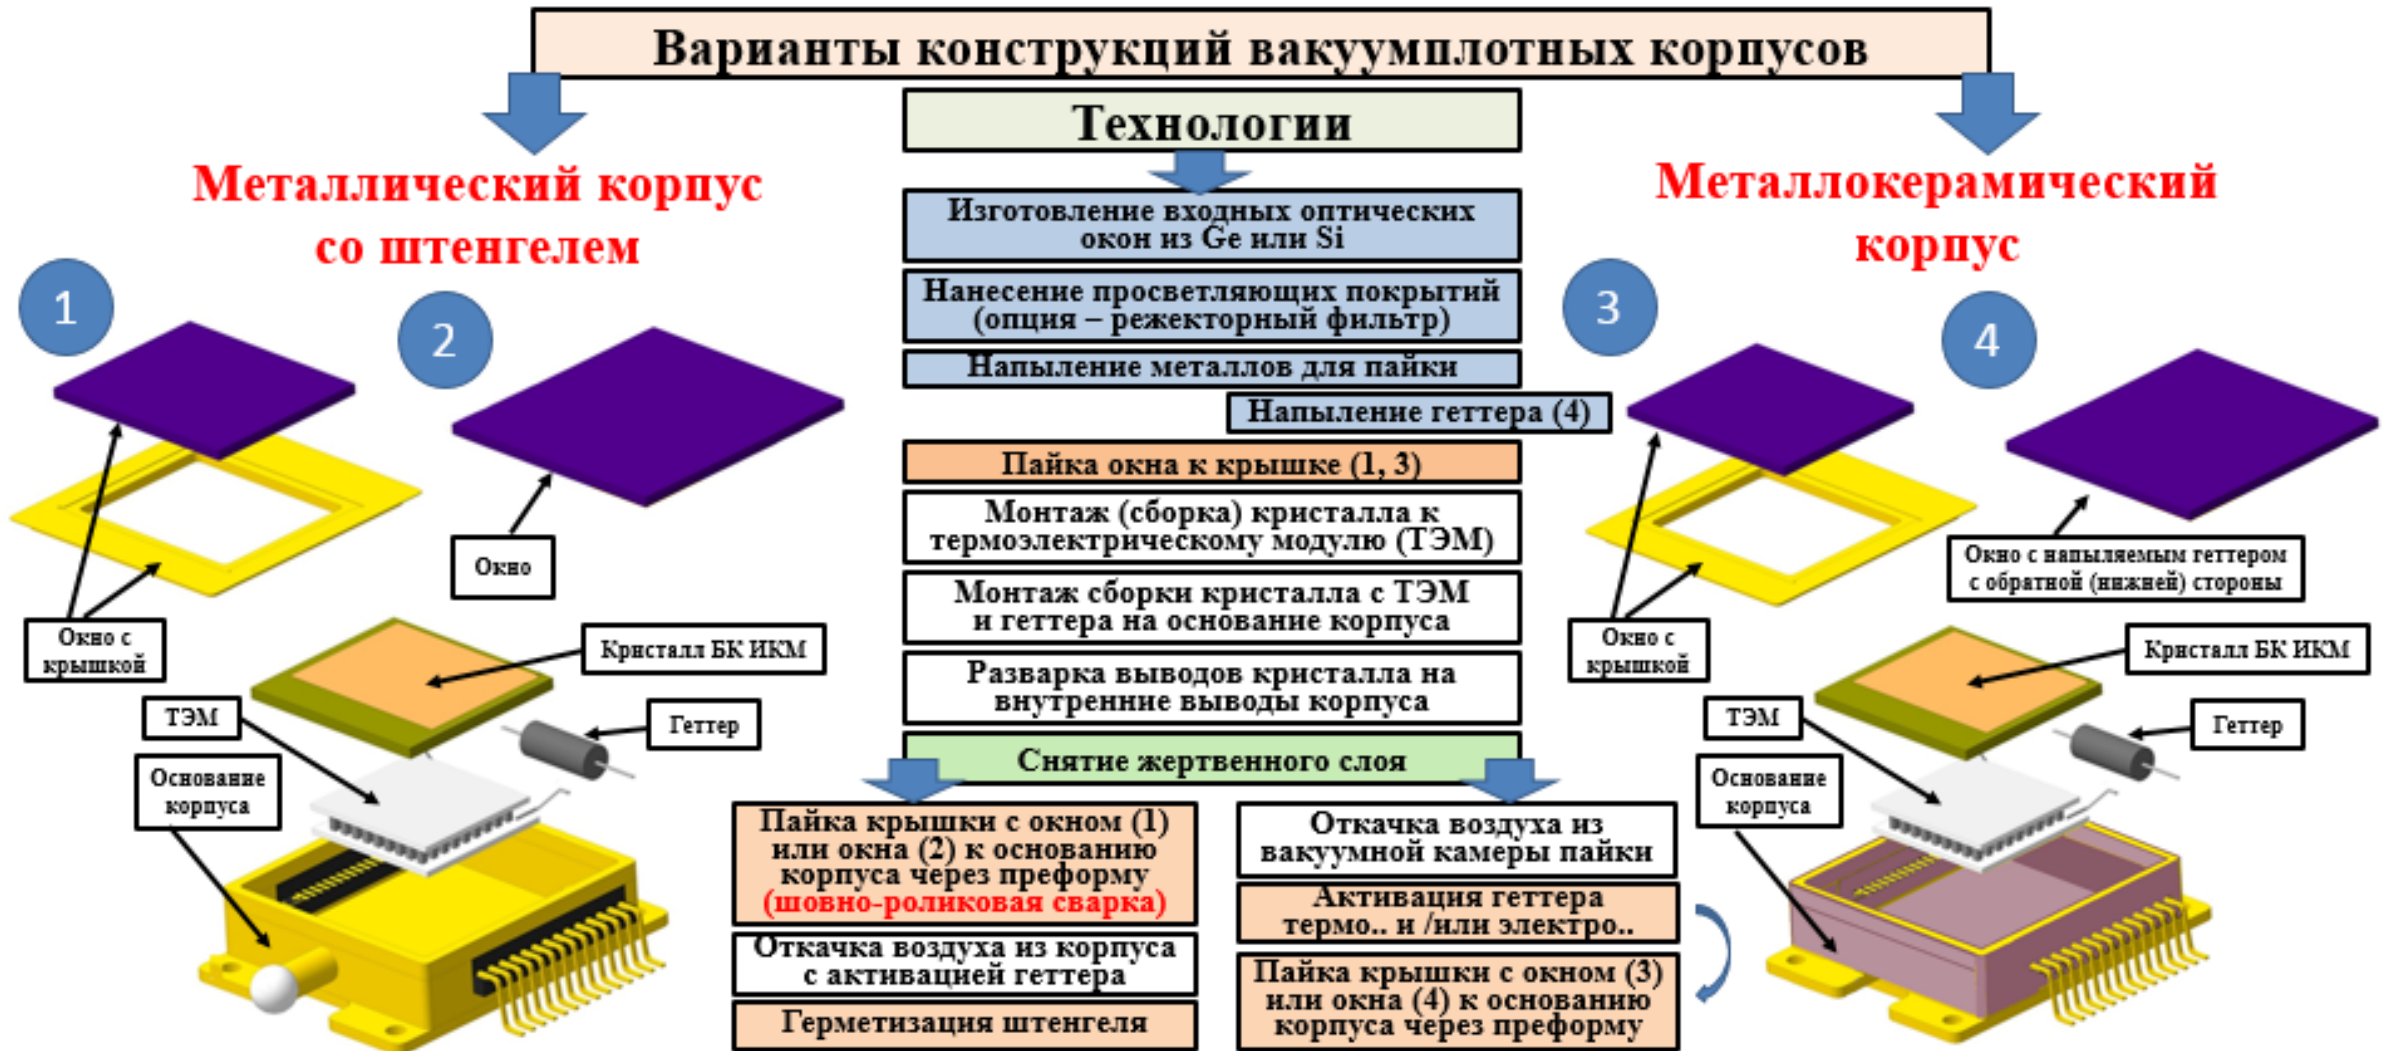 Варианты конструкций вакуумплотных корпусов
Металлический корпус
со штенгелем
1
2
Окно с
крышкой
Окно
Кристалл БК ИКМ
ТЭМ
Геттер
Основание
корпуса
Технологии
Изготовление входных оптических
окон из Ge или Si
Нанесение просветляющих покрытий
(опция – режекторный фильтр)
Напыление металлов для пайки
Напыление геттера (4)
Пайка окна к крышке (1, 3)
Монтаж (сборка) кристалла к
термоэлектрическому модулю (ТЭМ)
Монтаж сборки кристалла с ТЭМ
и геттера на основание корпуса
Разварка выводов кристалла на
внутренние выводы корпуса
Снятие жертвенного слоя
Пайка крышки с окном (1)
или окна (2) к основанию
корпуса через преформу
(шовно-роликовая сварка)
Откачка воздуха из корпуса
с активацией геттера
Герметизация штенгеля
Откачка воздуха из
вакуумной камеры пайки
Активация геттера
термо.. и /или электро..
Пайка крышки с окном (3)
или окна (4) к основанию
корпуса через преформу
Металлокерамический
корпус
3
4
Окно с напыляемым геттером
с обратной (нижней) стороны
Окно с
крышкой
Кристалл БК ИКМ
ТЭМ
Геттер
Основание
корпуса